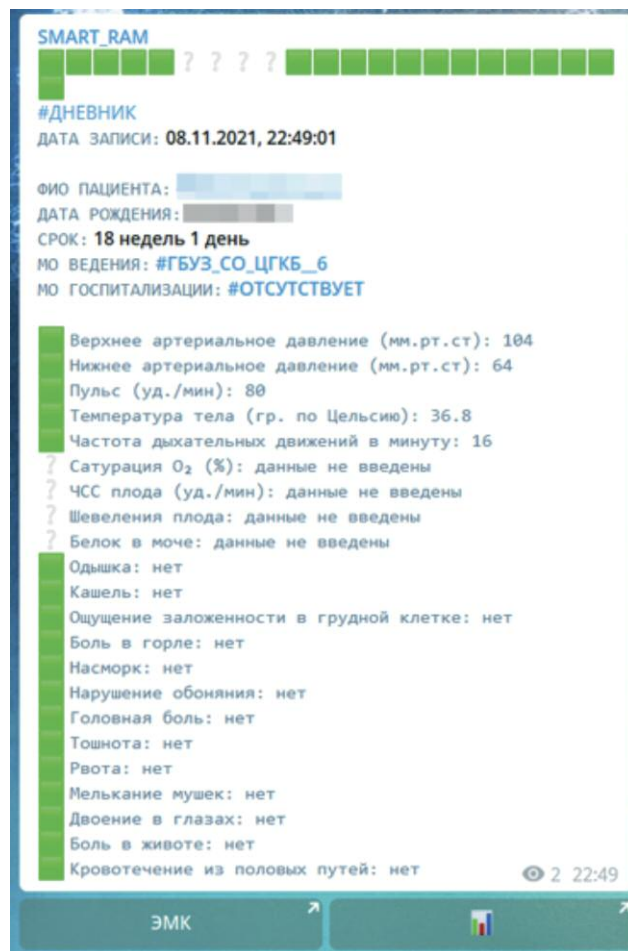 SMART_RAM
? ? ? ?
#ДНЕВНИК
ДАТА ЗАПИСИ: 08.11.2021, 22:49:01
ФИО ПАЦИЕНТА:
ДАТА РОЖДЕНИЯ:
СРОК: 18 недель 1 день
МО ВЕДЕНИЯ: #ГБУЗ_СО_ЦГКБ__6
МО ГОСПИТАЛИЗАЦИИ: #ОТСУТСТВУЕТ
Верхнее артериальное давление (мм.рт.ст): 104
Нижнее артериальное давление (мм.рт.ст): 64
Пульс (уд./мин): 80
Температура тела (гр. по Цельсию): 36.8
Частота дыхательных движений в минуту: 16
? Сатурация O₂ (%): данные не введены
? ЧСС плода (уд./мин): данные не введены
? Шевеления плода: данные не введены
? Белок в моче: данные не введены
Одышка: нет
Кашель: нет
Ощущение заложенности в грудной клетке: нет
Боль в горле: нет
Насморк: нет
Нарушение обоняния: нет
Головная боль: нет
Тошнота: нет
Рвота: нет
Мелькание мушек: нет
Двоение в глазах: нет
Боль в животе: нет
Кровотечение из половых путей: нет
2 22:49
ЭМК